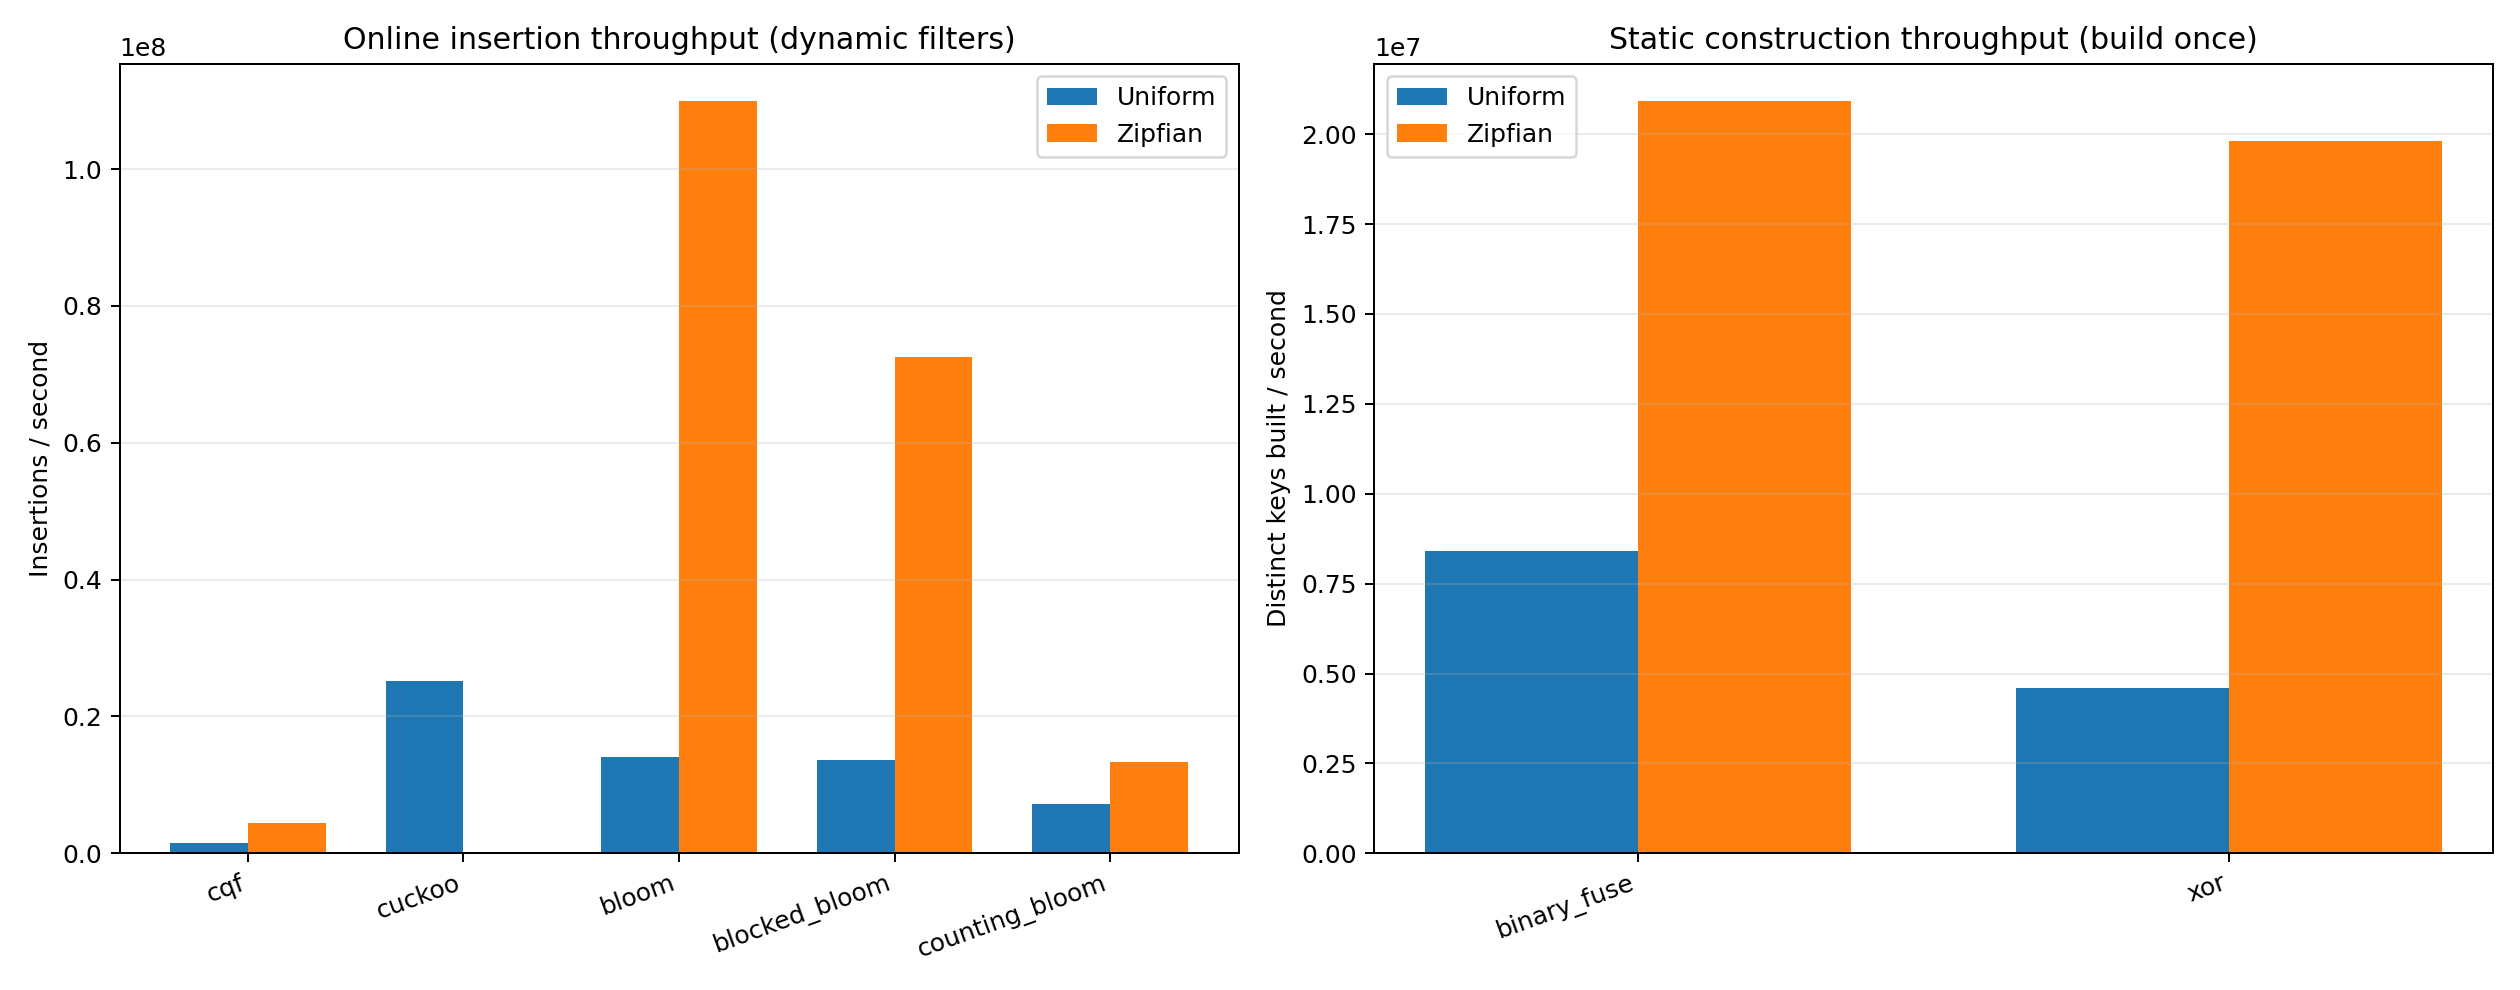 Online insertion throughput (dynamic filters)
1e8
Insertions / second
1.0
0.8
0.6
0.4
0.2
0.0
Uniform
Zipfian
cqf
cuckoo
bloom
blocked_bloom
counting_bloom
Static construction throughput (build once)
1e7
Distinct keys built / second
2.00
1.75
1.50
1.25
1.00
0.75
0.50
0.25
0.00
Uniform
Zipfian
binary_fuse
xor